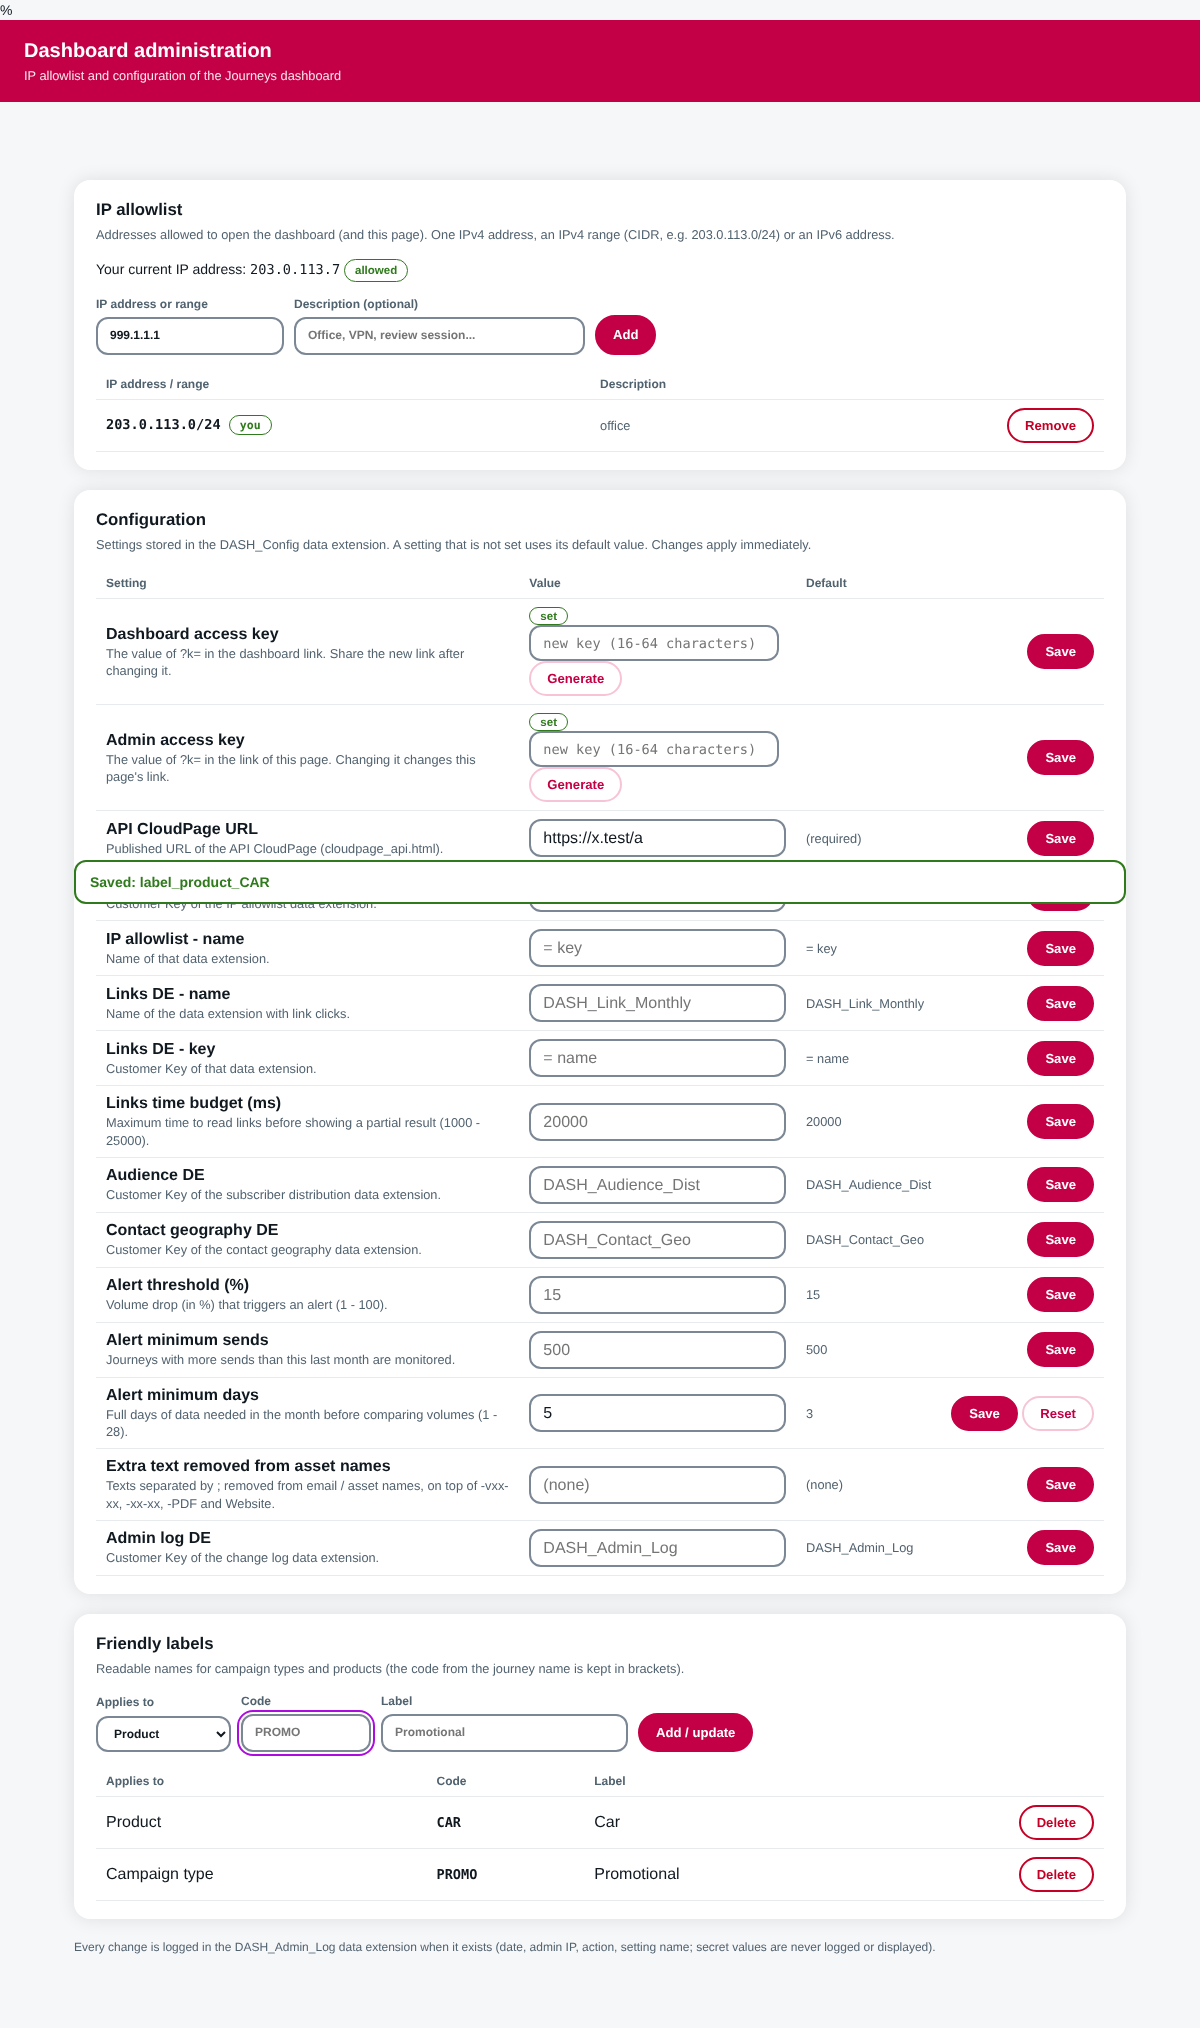 %
Dashboard administration
IP allowlist and configuration of the Journeys dashboard
IP allowlist
Addresses allowed to open the dashboard (and this page). One IPv4 address, an IPv4 range (CIDR, e.g. 203.0.113.0/24) or an IPv6 address.
Your current IP address: 203.0.113.7 allowed
IP address or range Description (optional)
999.1.1.1 Office, VPN, review session... Add
IP address / range Description
203.0.113.0/24 you office Remove
Configuration
Settings stored in the DASH_Config data extension. A setting that is not set uses its default value. Changes apply immediately.
Setting Value Default
set
Dashboard access key new key (16-64 characters) Save
The value of ?k= in the dashboard link. Share the new link after
changing it.
Generate
set
Admin access key new key (16-64 characters) Save
The value of ?k= in the link of this page. Changing it changes this
page's link.
Generate
API CloudPage URL https://x.test/a (required) Save
Published URL of the API CloudPage (cloudpage_api.html).
Saved: label_product_CAR
Customer Key of the IP allowlist data extension.
IP allowlist - name = key = key Save
Name of that data extension.
Links DE - name DASH_Link_Monthly DASH_Link_Monthly Save
Name of the data extension with link clicks.
Links DE - key = name = name Save
Customer Key of that data extension.
Links time budget (ms) 20000 20000 Save
Maximum time to read links before showing a partial result (1000 -
25000).
Audience DE DASH_Audience_Dist DASH_Audience_Dist Save
Customer Key of the subscriber distribution data extension.
Contact geography DE DASH_Contact_Geo DASH_Contact_Geo Save
Customer Key of the contact geography data extension.
Alert threshold (%) 15 15 Save
Volume drop (in %) that triggers an alert (1 - 100).
Alert minimum sends 500 500 Save
Journeys with more sends than this last month are monitored.
Alert minimum days 5 3 Save Reset
Full days of data needed in the month before comparing volumes (1 -
28).
Extra text removed from asset names (none) (none) Save
Texts separated by ; removed from email / asset names, on top of -vxx-
xx, -xx-xx, -PDF and Website.
Admin log DE DASH_Admin_Log DASH_Admin_Log Save
Customer Key of the change log data extension.
Friendly labels
Readable names for campaign types and products (the code from the journey name is kept in brackets).
Applies to Code Label
Product PROMO Promotional Add / update
Applies to Code Label
Product CAR Car Delete
Campaign type PROMO Promotional Delete
Every change is logged in the DASH_Admin_Log data extension when it exists (date, admin IP, action, setting name; secret values are never logged or displayed).